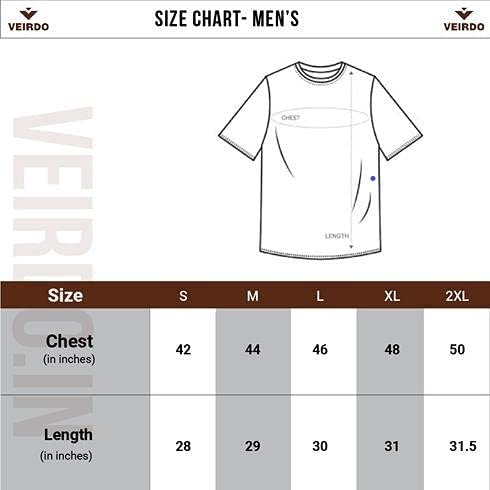 VEIRDO
SIZE CHART- MEN'S
VEIRDO
CHEST
LENGTH
VEIRDO.IN
Size S M L XL 2XL
Chest
(in inches)
42 44 46 48 50
Length
(in inches)
28 29 30 31 31.5